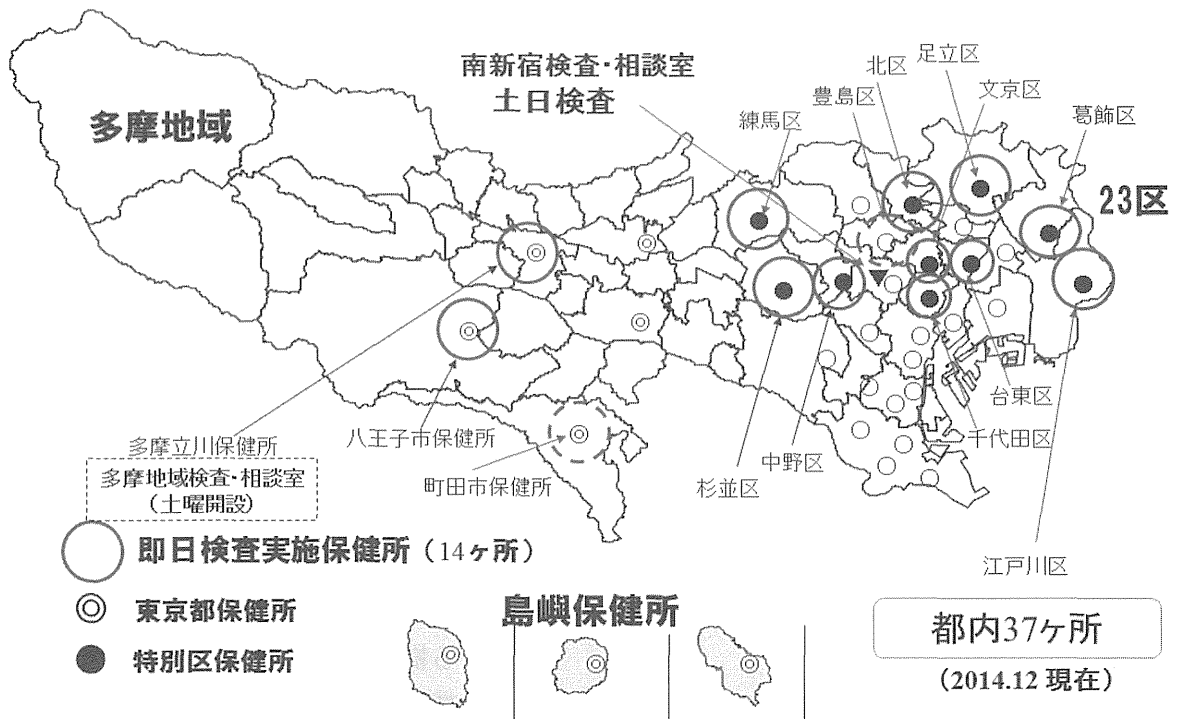 南新宿検査・相談室
土日検査
多摩地域
練馬区
豊島区
北区
足立区
文京区
葛飾区
23区
多摩立川保健所
多摩地域検査・相談室
（土曜開設）
八王子市保健所
町田市保健所
杉並区
中野区
千代田区
台東区
江戸川区
即日検査実施保健所（14ヶ所）
東京都保健所
特別区保健所
島嶼保健所
都内37ヶ所
（2014.12 現在）